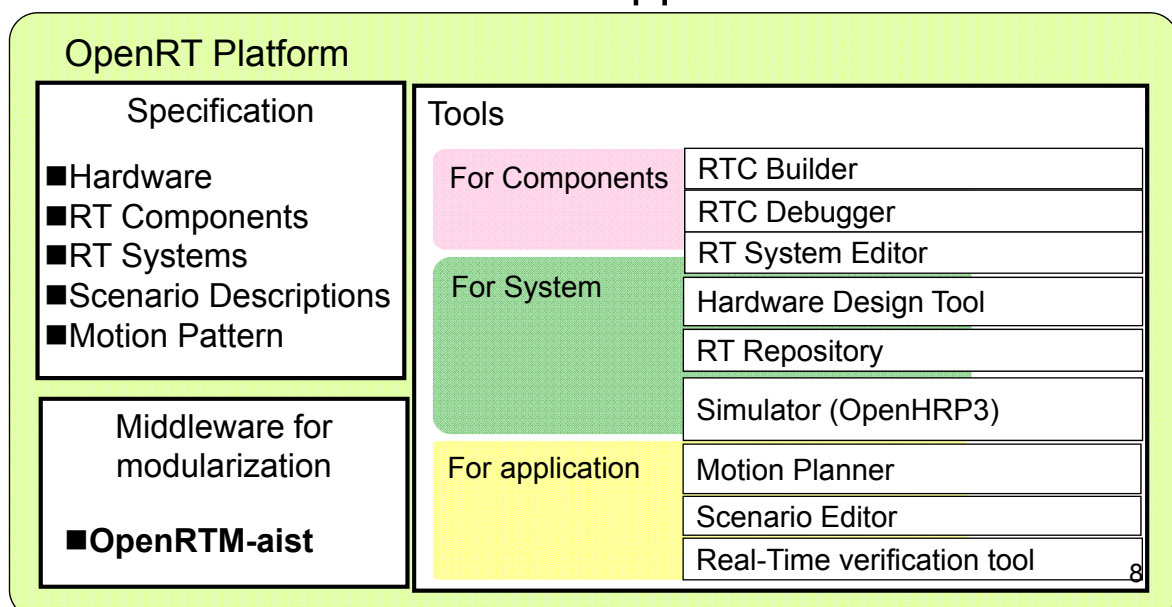 OpenRT Platform
Specification
■Hardware
■RT Components
■RT Systems
■Scenario Descriptions
■Motion Pattern
Middleware for
modularization
■OpenRTM-aist
Tools
For Components
RTC Builder
RTC Debugger
RT System Editor
For System
Hardware Design Tool
RT Repository
Simulator (OpenHRP3)
For application
Motion Planner
Scenario Editor
Real-Time verification tool
8